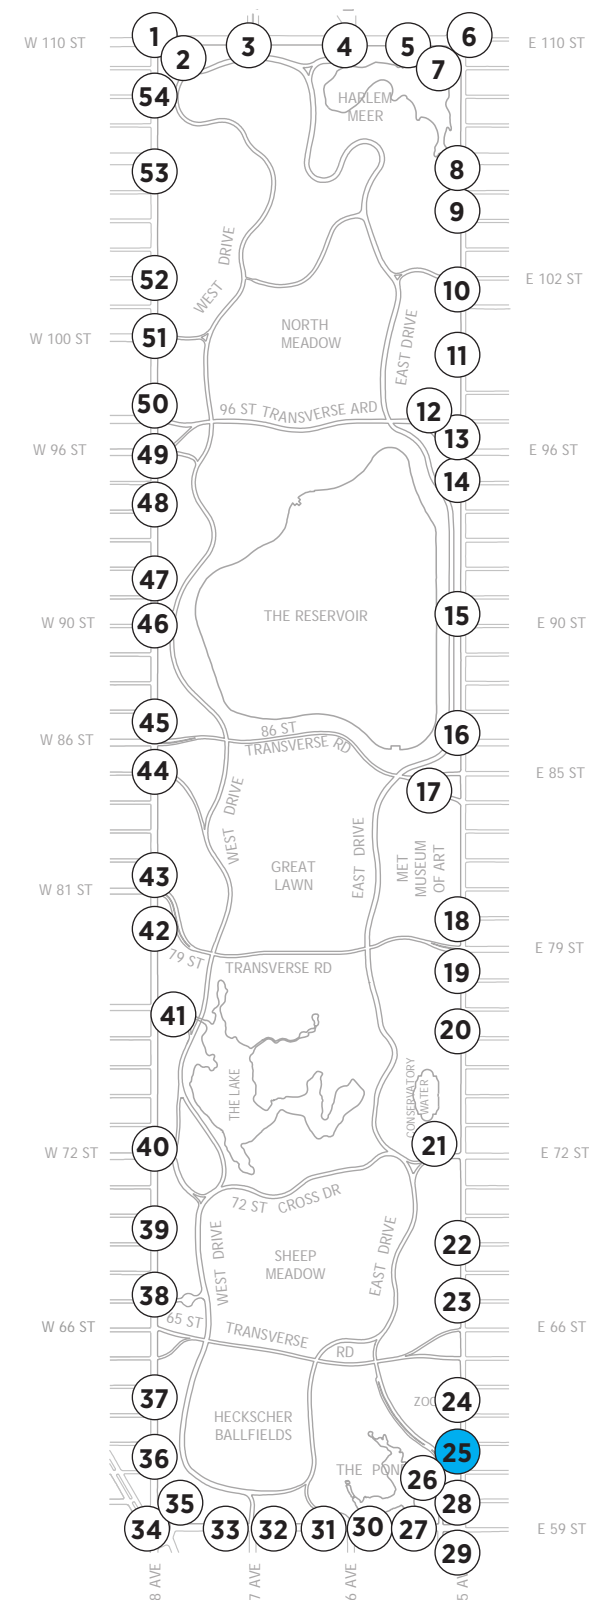 1
2
3
4
5
6
W 110 ST
E 110 ST
7
54
HARLEM
MEER
53
8
9
WEST DRIVE
52
10
E 102 ST
W 100 ST
51
NORTH
MEADOW
EAST DRIVE
11
50
96 ST TRANSVERSE ARD
12
13
W 96 ST
49
E 96 ST
14
48
47
W 90 ST
46
THE RESERVOIR
15
E 90 ST
45
86 ST
TRANSVERSE RD
16
W 86 ST
44
E 85 ST
17
WEST DRIVE
EAST DRIVE
MET
MUSEUM
OF ART
GREAT
LAWN
W 81 ST
43
42
18
79 ST
TRANSVERSE RD
E 79 ST
19
41
20
THE LAKE
CONSERVATORY
WATER
W 72 ST
40
21
E 72 ST
72 ST CROSS DR
39
WEST DRIVE
SHEEP
MEADOW
EAST DRIVE
22
38
23
65 ST
TRANSVERSE
RD
W 66 ST
E 66 ST
37
HECKSCHER
BALLFIELDS
ZOO
24
25
36
THE PON
26
35
28
34
33
32
31
30
27
E 59 ST
29
8 AVE
7 AVE
6 AVE
5 AV